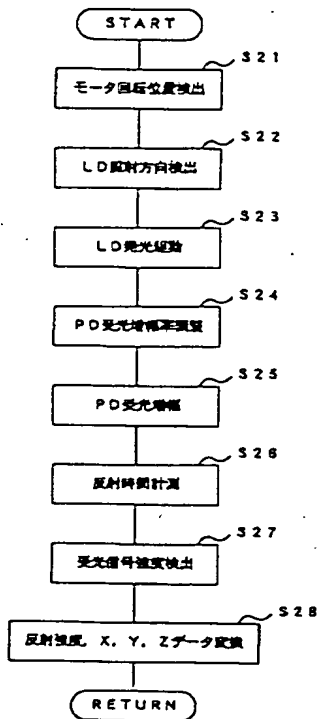 START
S21
モータ回転位置検出
S22
LD反射方向検出
S23
LD発光駆動
S24
PD受光増幅率調整
S25
PD受光増幅
S26
反射時間計測
S27
受光信号強度検出
S28
反射強度, X, Y, Zデータ変換
RETURN